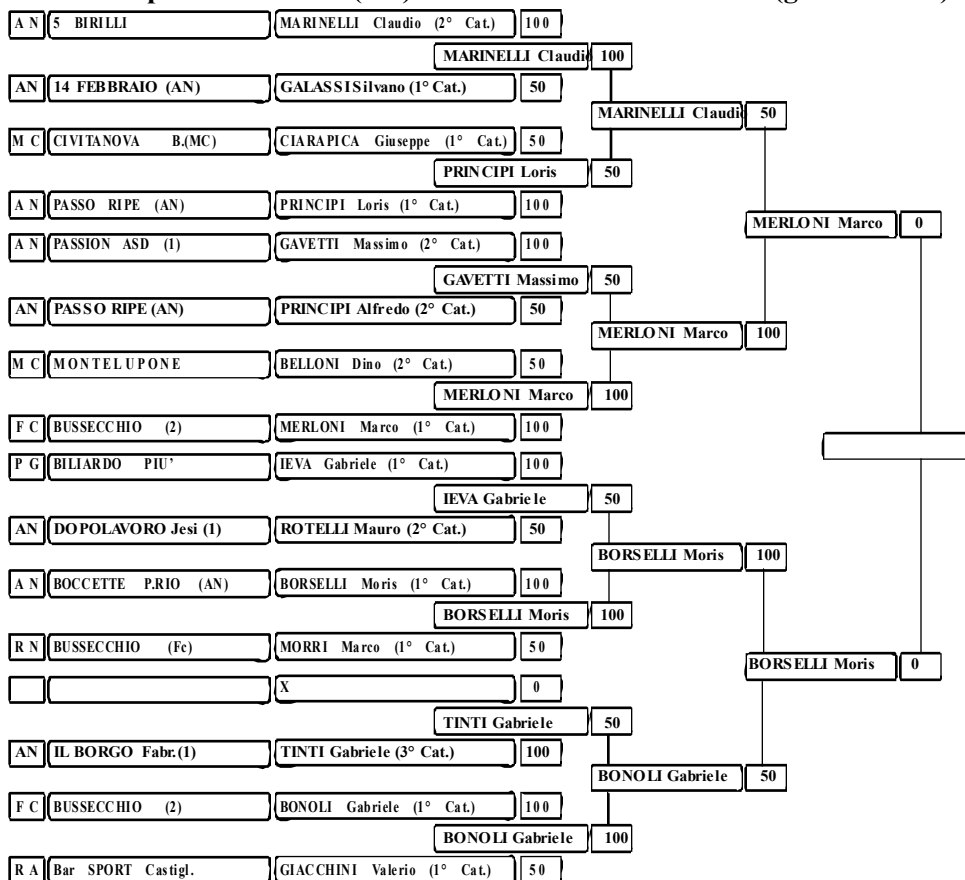 A N 5 BIRILLI MARINELLI Claudio (2° Cat.) 100
MARINELLI Claudio 100
AN 14 FEBBRAIO (AN) GALASSI Silvano (1° Cat.) 50
MARINELLI Claudio 50
M C CIVITANOVA B.(MC) CIARAPICA Giuseppe (1° Cat.) 50
PRINCIPI Loris 50
A N PASSO RIPE (AN) PRINCIPI Loris (1° Cat.) 100
MERLONI Marco 0
A N PASSION ASD (1) GAVETTI Massimo (2° Cat.) 100
GAVETTI Massimo 50
AN PASSO RIPE (AN) PRINCIPI Alfredo (2° Cat.) 50
MERLONI Marco 100
M C MONTELUPONE BELLONI Dino (2° Cat.) 50
MERLONI Marco 100
F C BUSSECCHIO (2) MERLONI Marco (1° Cat.) 100
P G BILIARDO PIU' IEVA Gabriele (1° Cat.) 100
IEVA Gabriele 50
AN DOPOLAVORO Jesi (1) ROTELLI Mauro (2° Cat.) 50
BORSELLI Moris 100
A N BOCCETTE P.RIO (AN) BORSELLI Moris (1° Cat.) 100
BORSELLI Moris 100
R N BUSSECCHIO (Fc) MORRI Marco (1° Cat.) 50
BORSELLI Moris 0
X 0
TINTI Gabriele 50
AN IL BORGO Fabr.(1) TINTI Gabriele (3° Cat.) 100
BONOLI Gabriele 50
F C BUSSECCHIO (2) BONOLI Gabriele (1° Cat.) 100
BONOLI Gabriele 100
R A Bar SPORT Castigl. GIACCHINI Valerio (1° Cat.) 50